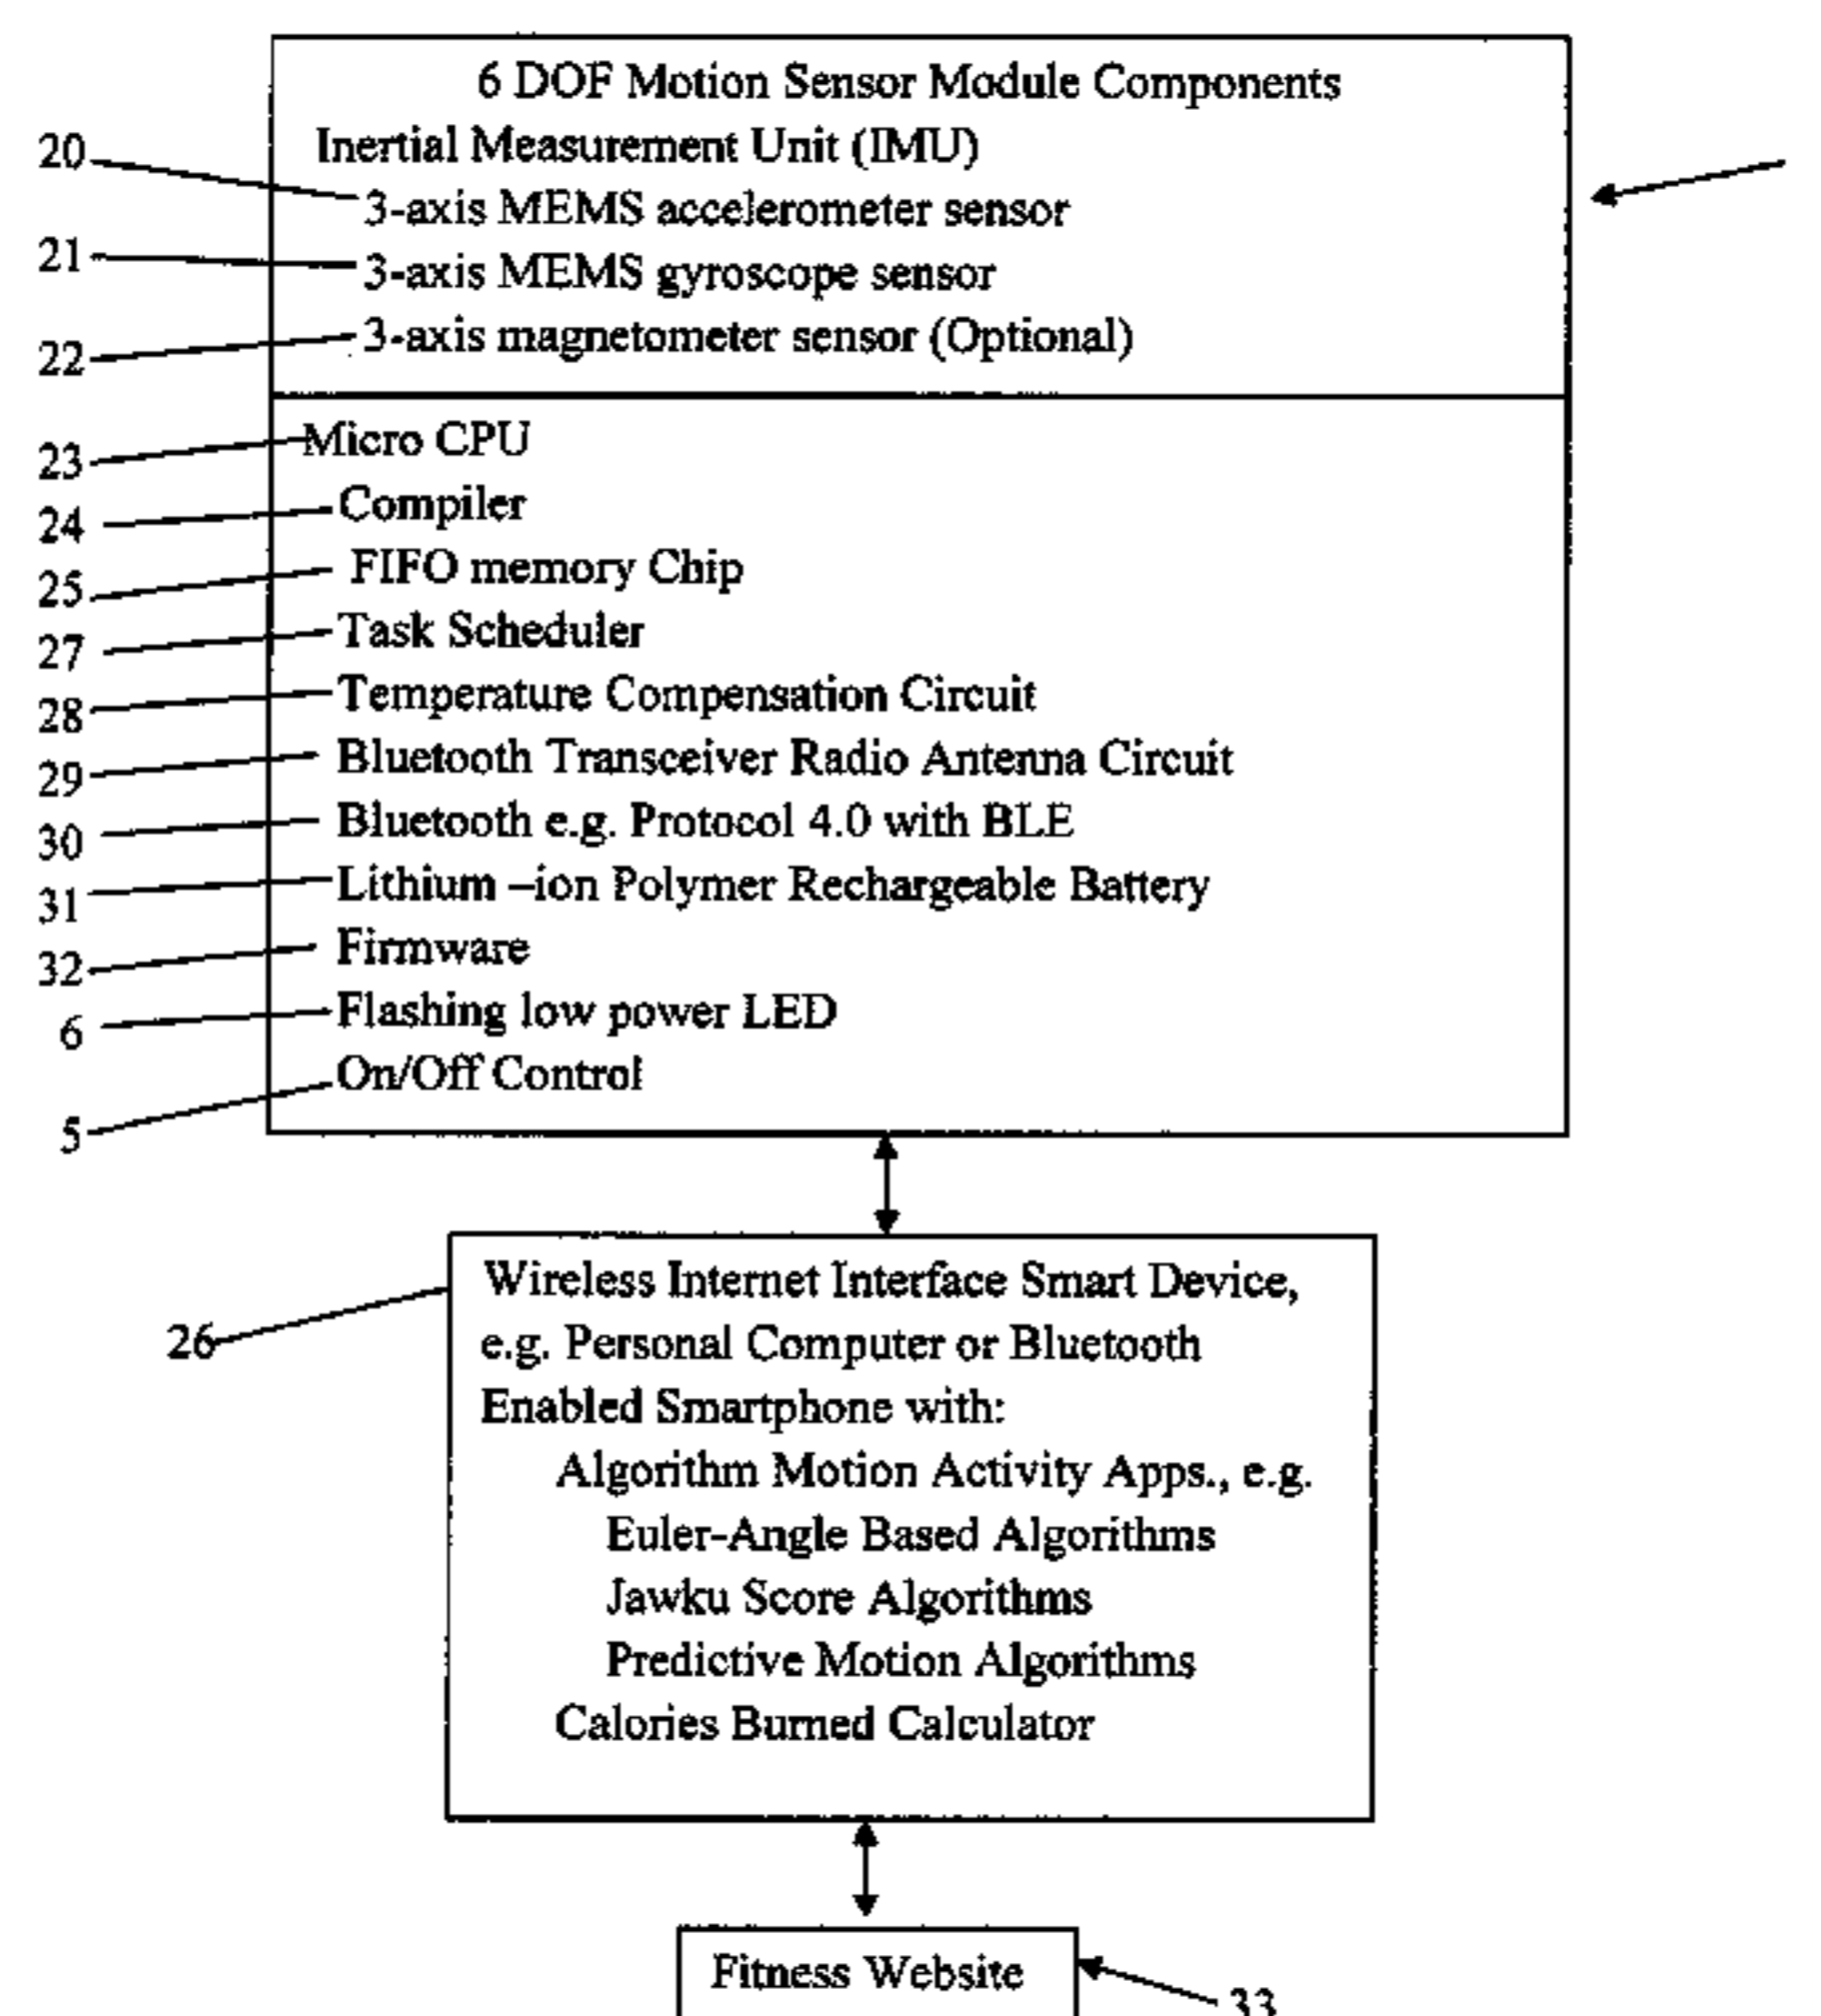 6 DOF Motion Sensor Module Components
Inertial Measurement Unit (IMU)
20 3-axis MEMS accelerometer sensor
21 3-axis MEMS gyroscope sensor
22 3-axis magnetometer sensor (Optional)
23 Micro CPU
24 Compiler
25 FIFO memory Chip
27 Task Scheduler
28 Temperature Compensation Circuit
29 Bluetooth Transceiver Radio Antenna Circuit
30 Bluetooth e.g. Protocol 4.0 with BLE
31 Lithium –ion Polymer Rechargeable Battery
32 Firmware
6 Flashing low power LED
5 On/Off Control
Wireless Internet Interface Smart Device,
26 e.g. Personal Computer or Bluetooth
Enabled Smartphone with:
Algorithm Motion Activity Apps., e.g.
Euler-Angle Based Algorithms
Jawku Score Algorithms
Predictive Motion Algorithms
Calories Burned Calculator
Fitness Website
33